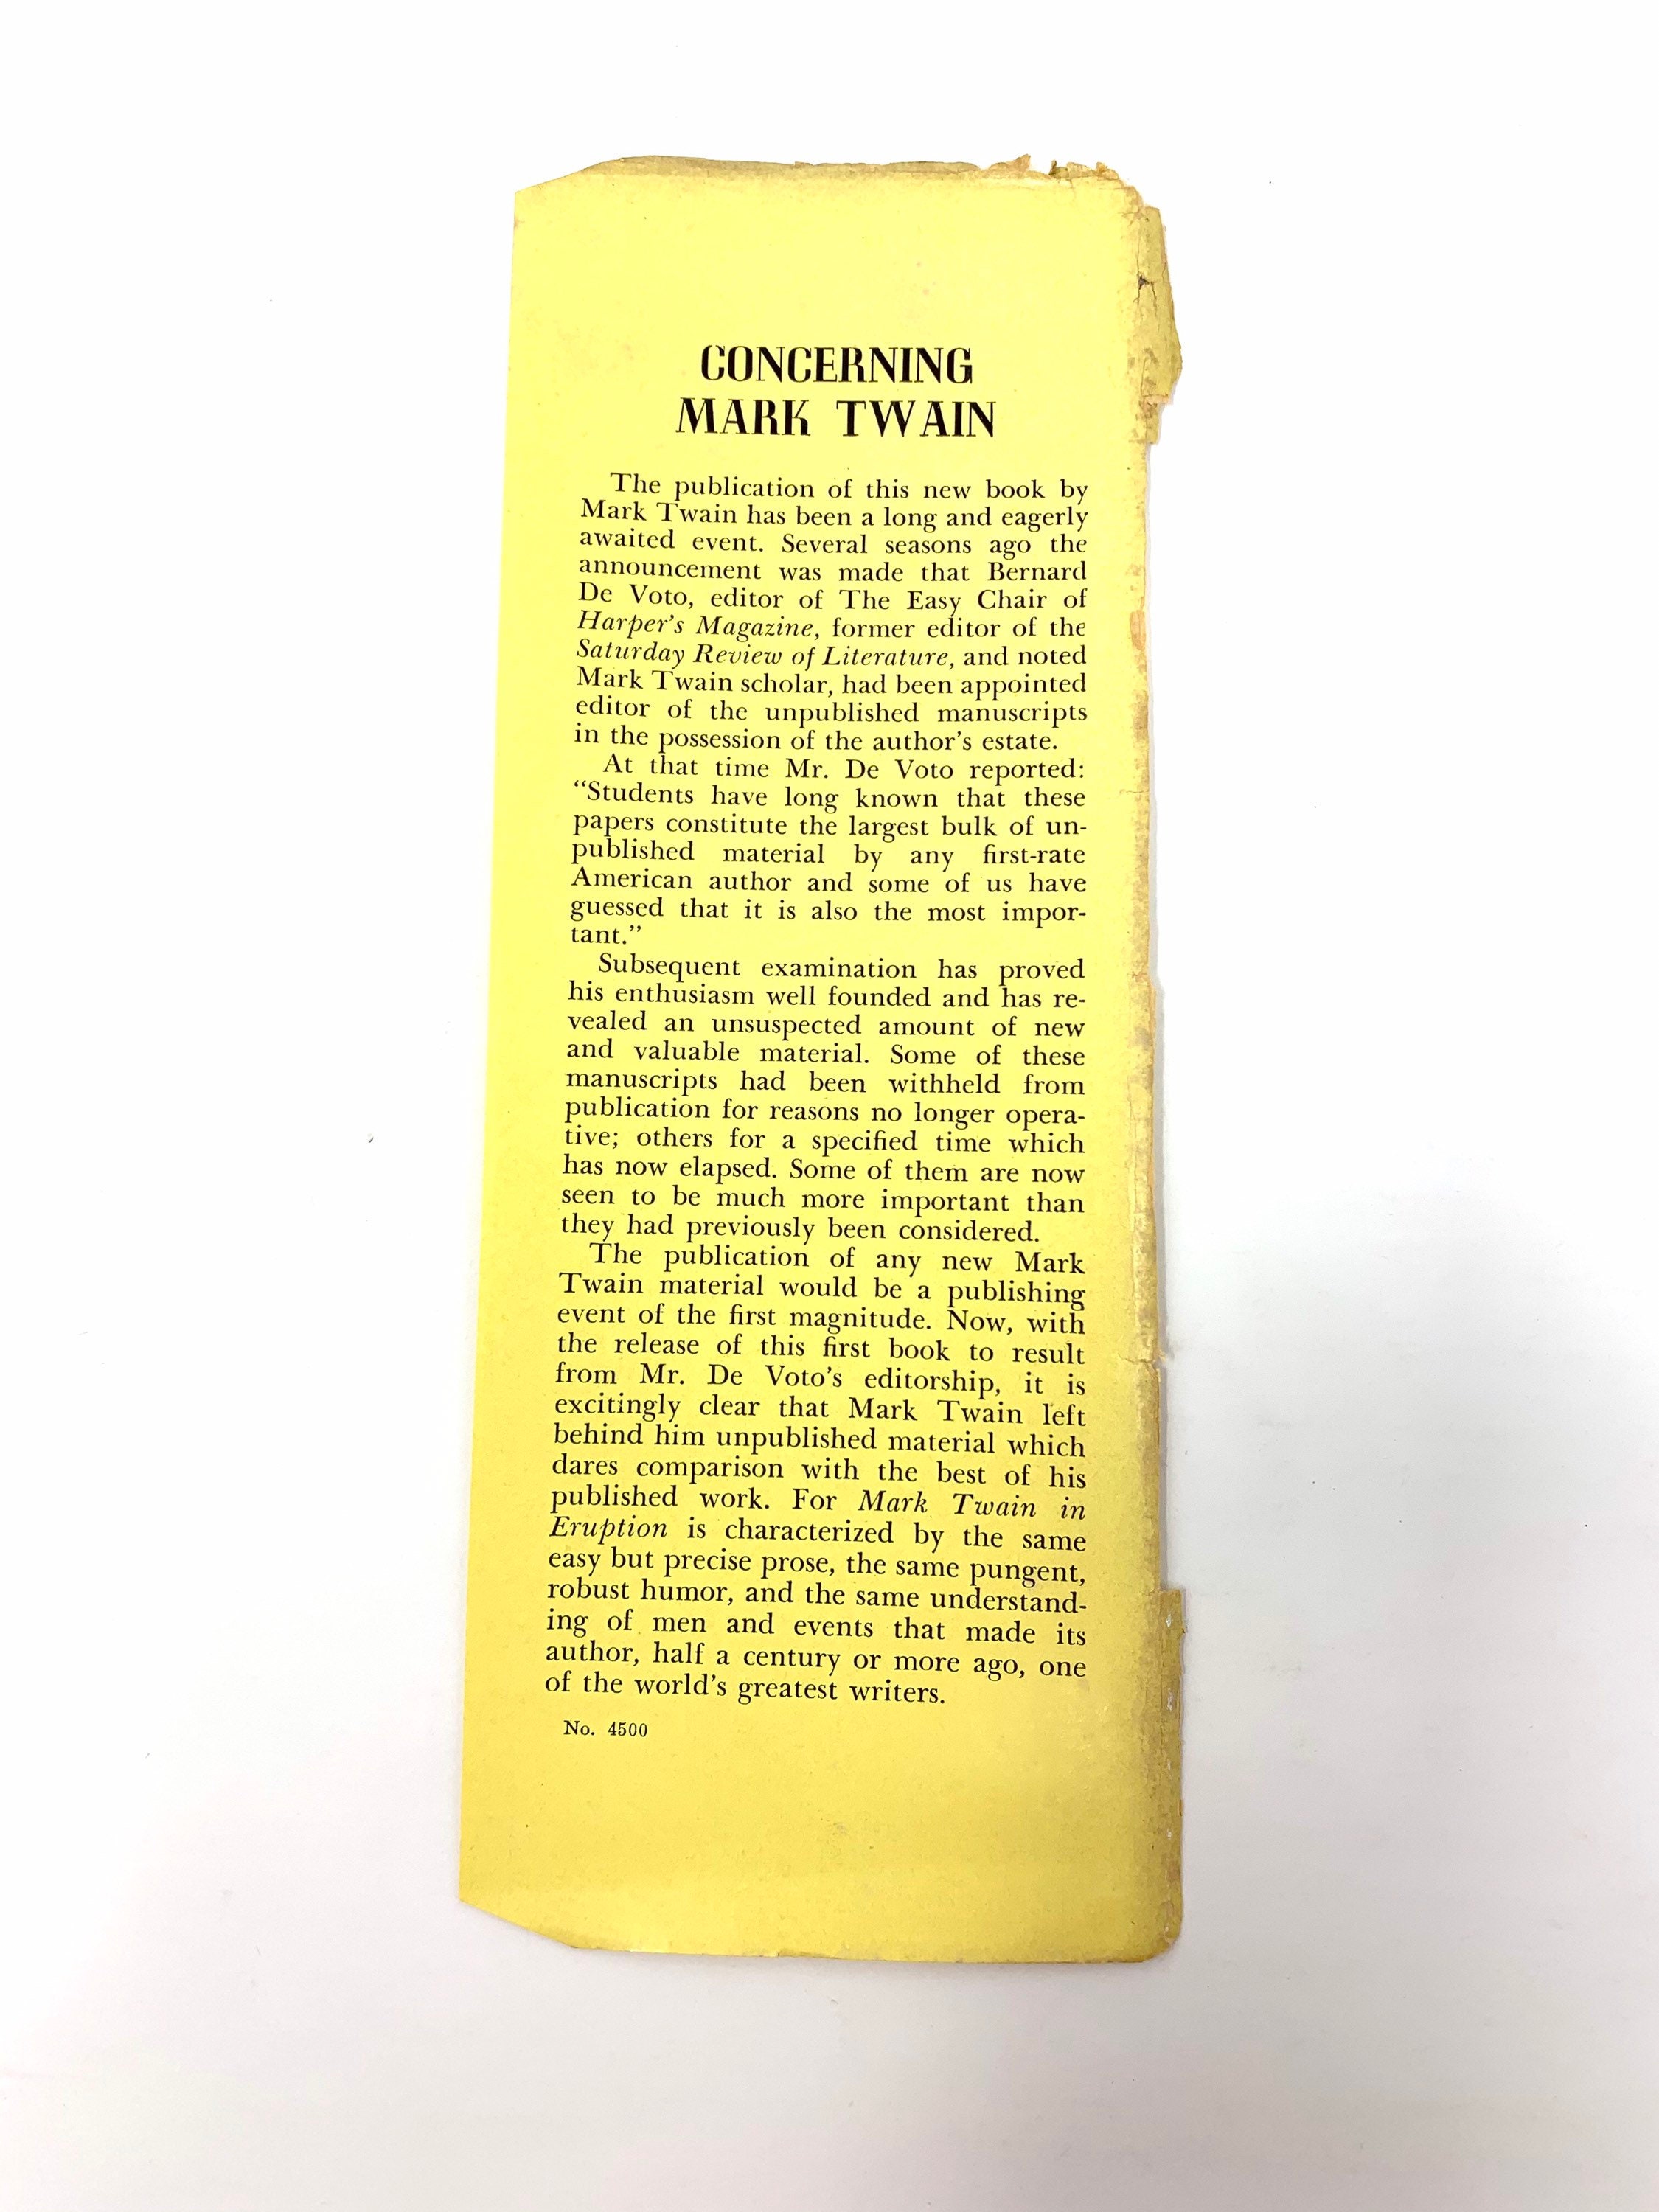 CONCERNING
MARK TWAIN
The publication of this new book by
Mark Twain has been a long and eagerly
awaited event. Several seasons ago the
announcement was made that Bernard
De Voto, editor of The Easy Chair of
Harper's Magazine, former editor of the
Saturday Review of Literature, and noted
Mark Twain scholar, had been appointed
editor of the unpublished manuscripts
in the possession of the author's estate.
At that time Mr. De Voto reported:
“Students have long known that these
papers constitute the largest bulk of un-
published material by any first-rate
American author and some of us have
guessed that it is also the most impor-
tant.”
Subsequent examination has proved
his enthusiasm well founded and has re-
vealed an unsuspected amount of new
and valuable material. Some of these
manuscripts had been withheld from
publication for reasons no longer opera-
tive; others for a specified time which
has now elapsed. Some of them are now
seen to be much more important than
they had previously been considered.
The publication of any new Mark
Twain material would be a publishing
event of the first magnitude. Now, with
the release of this first book to result
from Mr. De Voto's editorship, it is
excitingly clear that Mark Twain left
behind him unpublished material which
dares comparison with the best of his
published work. For Mark Twain in
Eruption is characterized by the same
easy but precise prose, the same pungent,
robust humor, and the same understand-
ing of men and events that made its
author, half a century or more ago, one
of the world's greatest writers.
No. 4500